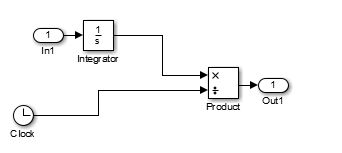 1
In1
1
s
Integrator
×
÷
Product
1
Out1
Clock